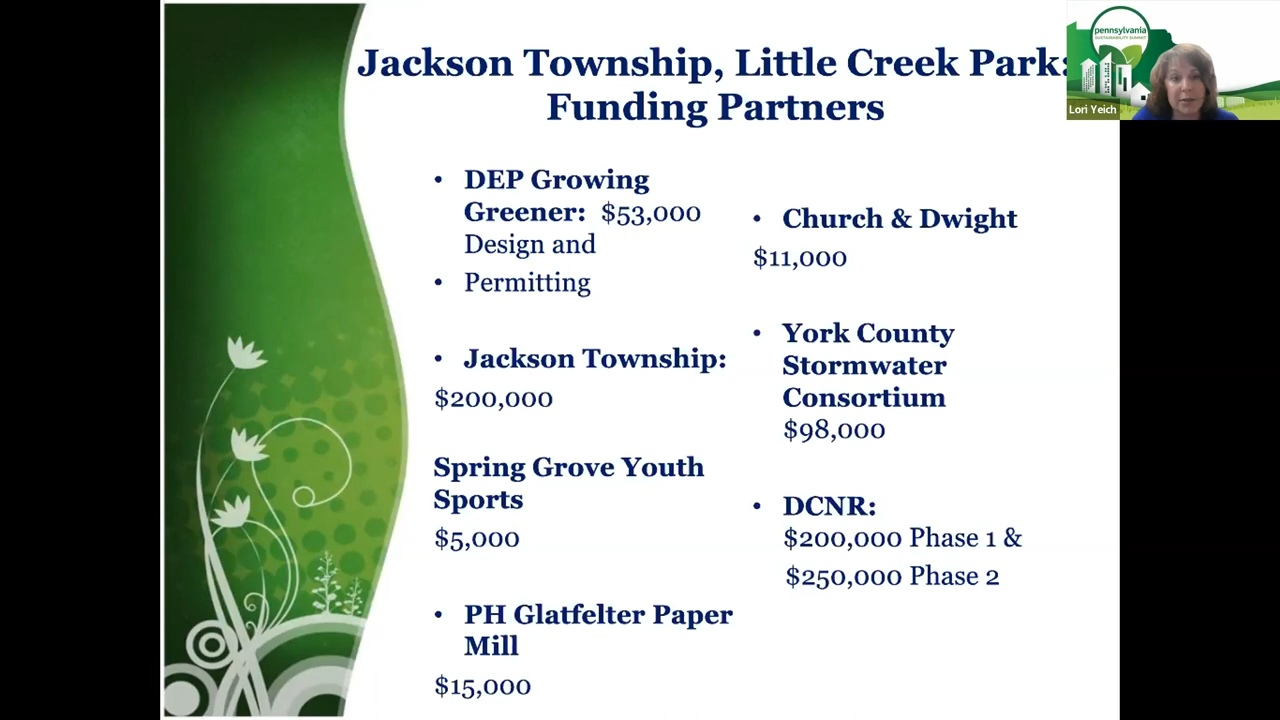 Jackson Township, Little Creek Park:
Funding Partners
• DEP Growing
Greener: $53,000
Design and
• Permitting
• Jackson Township:
$200,000
Spring Grove Youth
Sports
$5,000
• PH Glatfelter Paper
Mill
$15,000
• Church & Dwight
$11,000
• York County
Stormwater
Consortium
$98,000
• DCNR:
$200,000 Phase 1 &
$250,000 Phase 2
pennsylvania
SUSTAINABILITY SUMMIT
Lori Yeich